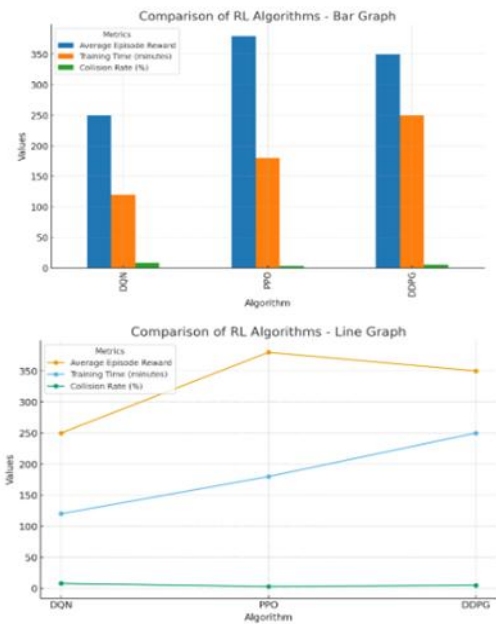 Comparison of RL Algorithms - Bar Graph
Metrics
Average Episode Reward
Training Time (minutes)
Collision Rate (%)
350
300
250
200
150
100
50
0
Values
DQN
PPO
DDPG
Algorithm
Comparison of RL Algorithms - Line Graph
Metrics
Average Episode Reward
Training Time (minutes)
Collision Rate (%)
350
300
250
200
150
100
50
0
Values
DQN
PPO
DDPG
Algorithm